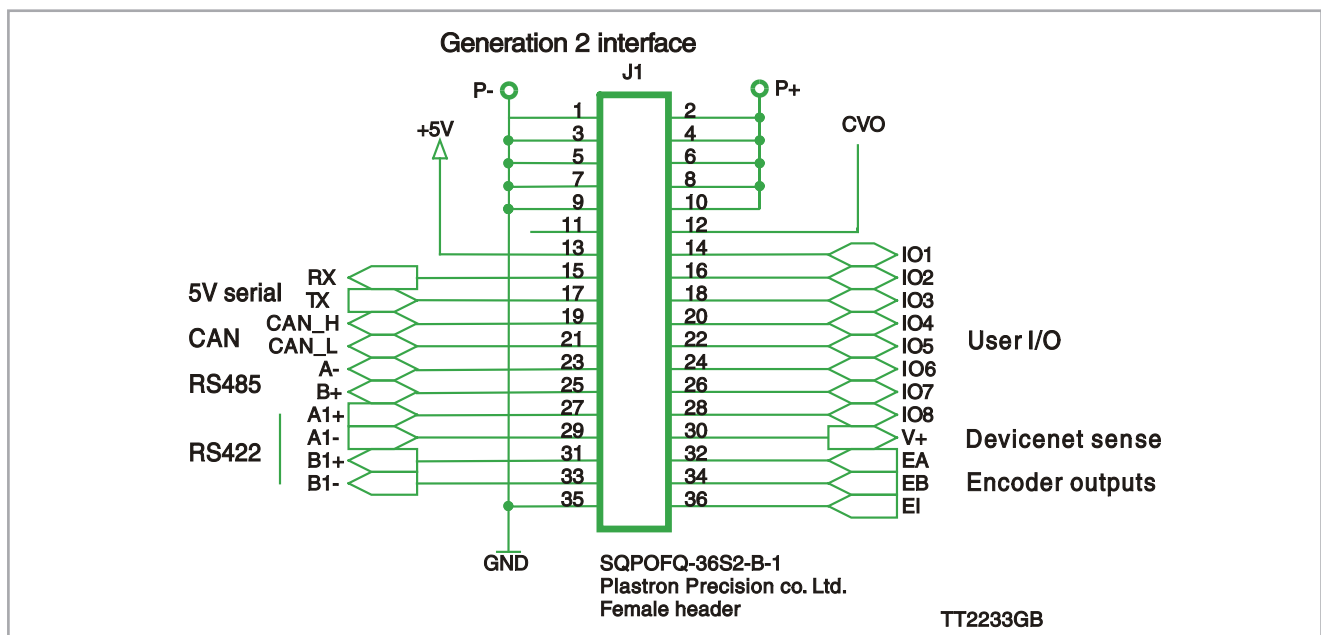 Generation 2 interface
J1
P-
P+
+5V
CVO
1 2
3 4
5 6
7 8
9 10
11 12
13 14 IO1
RX 15 16 IO2
5V serial
TX 17 18 IO3
CAN_H 19 20 IO4
CAN
CAN_L 21 22 IO5
User I/O
A- 23 24 IO6
RS485
B+ 25 26 IO7
A1+ 27 28 IO8
A1- 29 30 V+ Devicenet sense
RS422
B1+ 31 32 EA
B1- 33 34 EB Encoder outputs
35 36 EI
GND
SQPOFQ-36S2-B-1
Plastron Precision co. Ltd.
Female header
TT2233GB